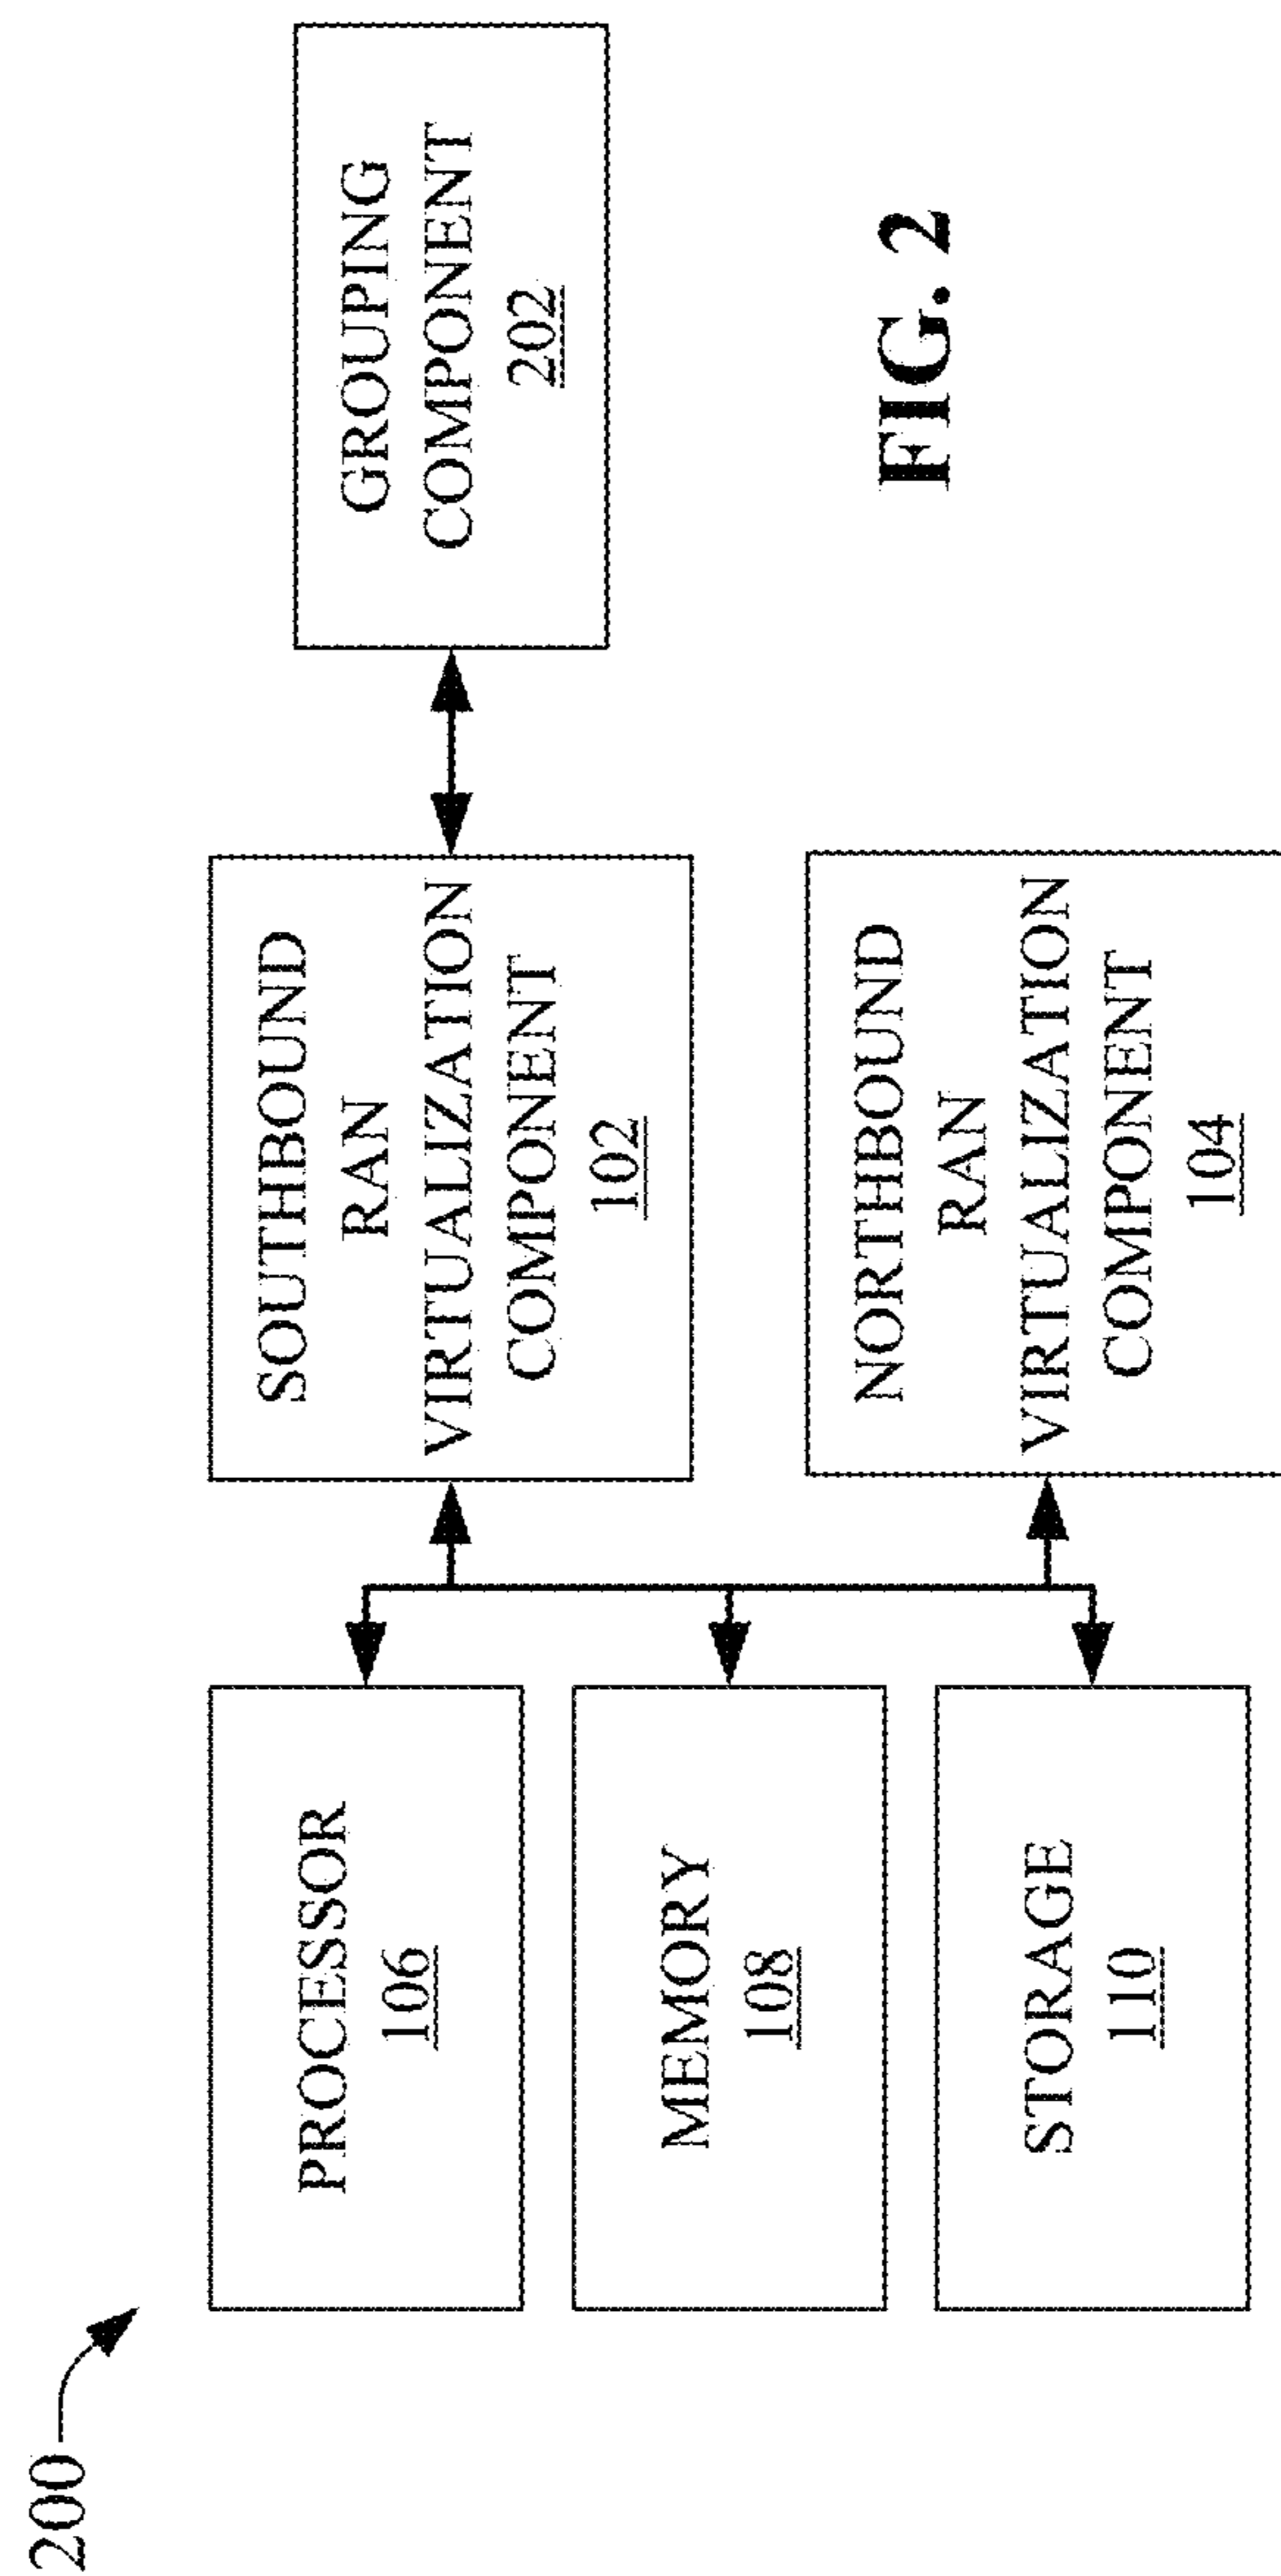 200
PROCESSOR
106
MEMORY
108
STORAGE
110
SOUTHBOUND
RAN
VIRTUALIZATION
COMPONENT
102
NORTHBOUND
RAN
VIRTUALIZATION
COMPONENT
104
GROUPING
COMPONENT
202
FIG. 2